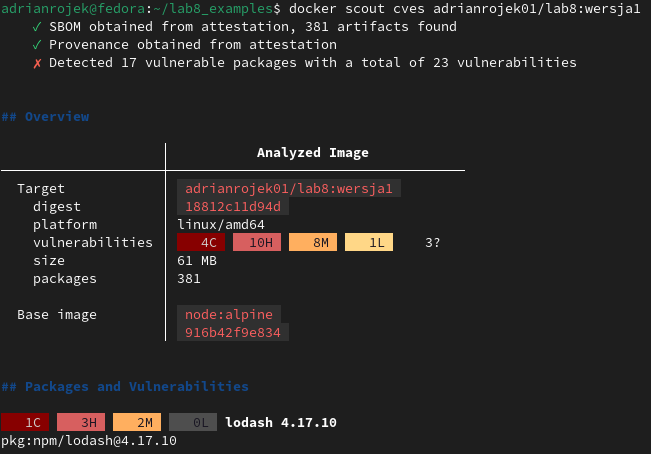 adrianrojek@fedora:~/lab8_examples$ docker scout cves adrianrojek01/lab8:wersja1
✓ SBOM obtained from attestation, 381 artifacts found
✓ Provenance obtained from attestation
✗ Detected 17 vulnerable packages with a total of 23 vulnerabilities
## Overview
Analyzed Image
Target adrianrojek01/lab8:wersja1
digest 18812c11d94d
platform linux/amd64
vulnerabilities 4C 10H 8M 1L 3?
size 61 MB
packages 381
Base image node:alpine
916b42f9e834
## Packages and Vulnerabilities
1C 3H 2M 0L lodash 4.17.10
pkg:npm/lodash@4.17.10